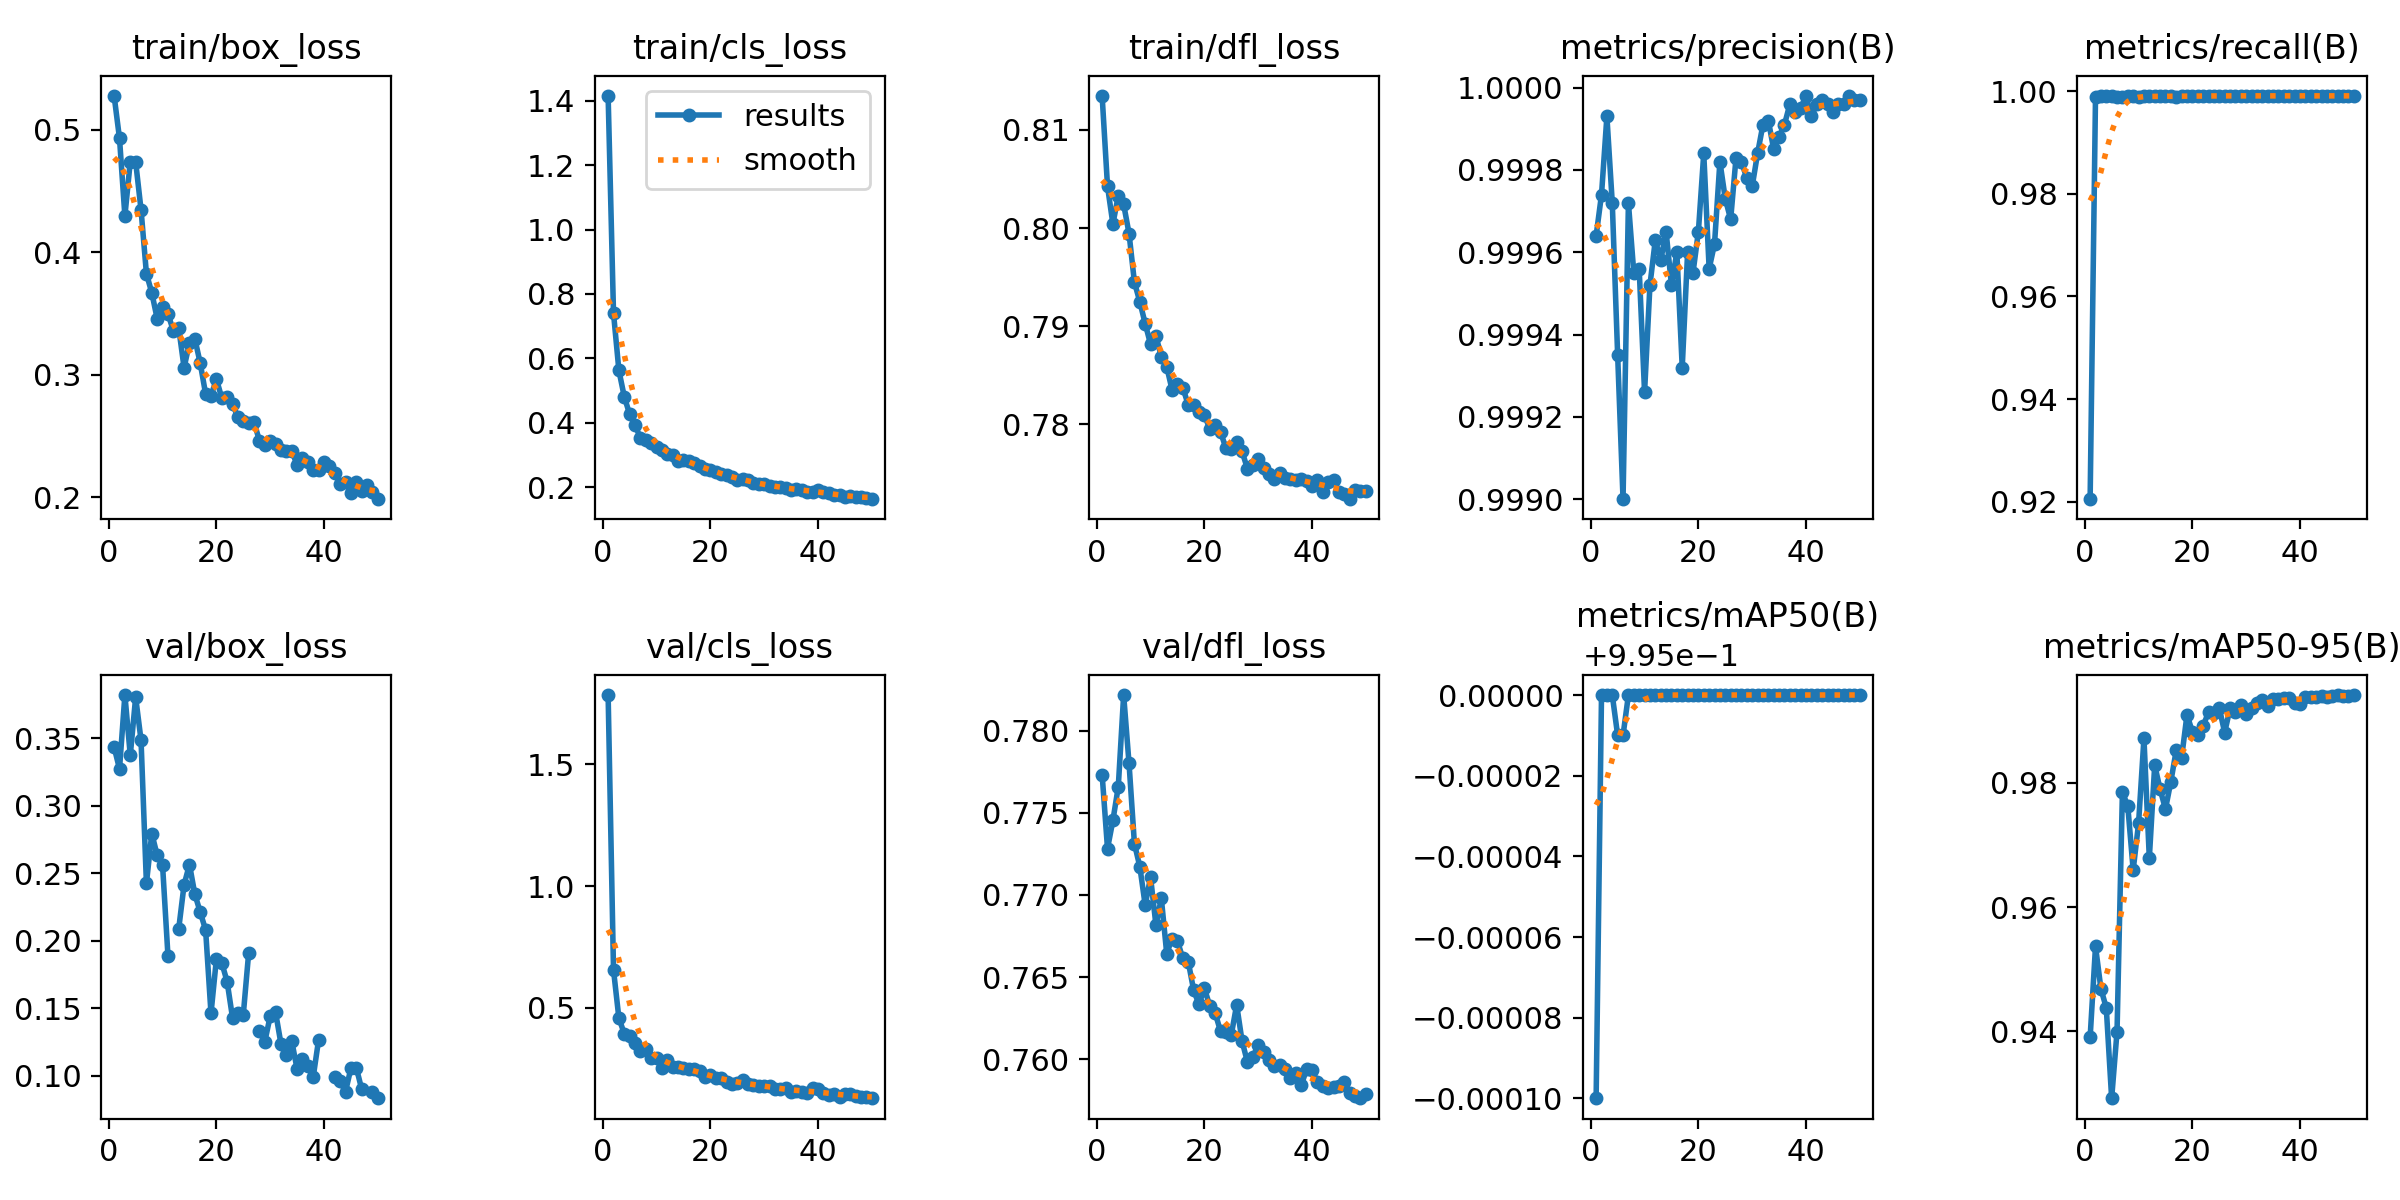 train/box_loss
0.5
0.4
0.3
0.2
0 20 40
train/cls_loss
results
smooth
1.4
1.2
1.0
0.8
0.6
0.4
0.2
0 20 40
train/dfl_loss
0.81
0.80
0.79
0.78
0 20 40
metrics/precision(B)
1.0000
0.9998
0.9996
0.9994
0.9992
0.9990
0 20 40
metrics/recall(B)
1.00
0.98
0.96
0.94
0.92
0 20 40
val/box_loss
0.35
0.30
0.25
0.20
0.15
0.10
0 20 40
val/cls_loss
1.5
1.0
0.5
0 20 40
val/dfl_loss
0.780
0.775
0.770
0.765
0.760
0 20 40
metrics/mAP50(B)
+9.95e−1
0.00000
−0.00002
−0.00004
−0.00006
−0.00008
−0.00010
0 20 40
metrics/mAP50-95(B)
0.98
0.96
0.94
0 20 40